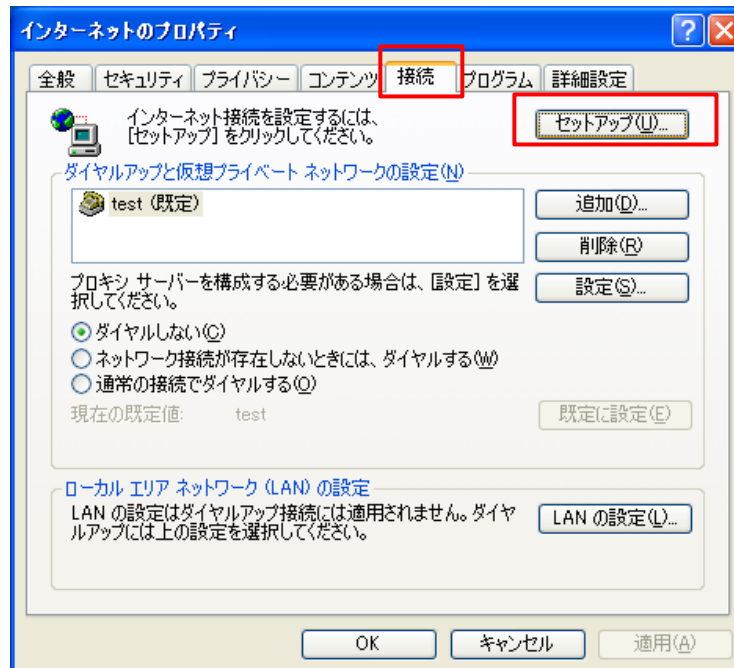 インターネットのプロパティ
全般 セキュリティ プライバシー コンテンツ 接続 プログラム 詳細設定
インターネット接続を設定するには、
[セットアップ] をクリックしてください。
セットアップ(U)...
ダイヤルアップと仮想プライベート ネットワークの設定(N)
test (既定)
追加(D)...
削除(R)
プロキシ サーバーを構成する必要がある場合は、[設定] を選
択してください。
設定(S)...
ダイヤルしない(C)
ネットワーク接続が存在しないときには、ダイヤルする(W)
通常の接続でダイヤルする(O)
現在の既定値: test
既定に設定(E)
ローカル エリア ネットワーク (LAN) の設定
LAN の設定はダイヤルアップ接続には適用されません。ダイヤ
ルアップには上の設定を選択してください。
LAN の設定(L)...
OK キャンセル 適用(A)